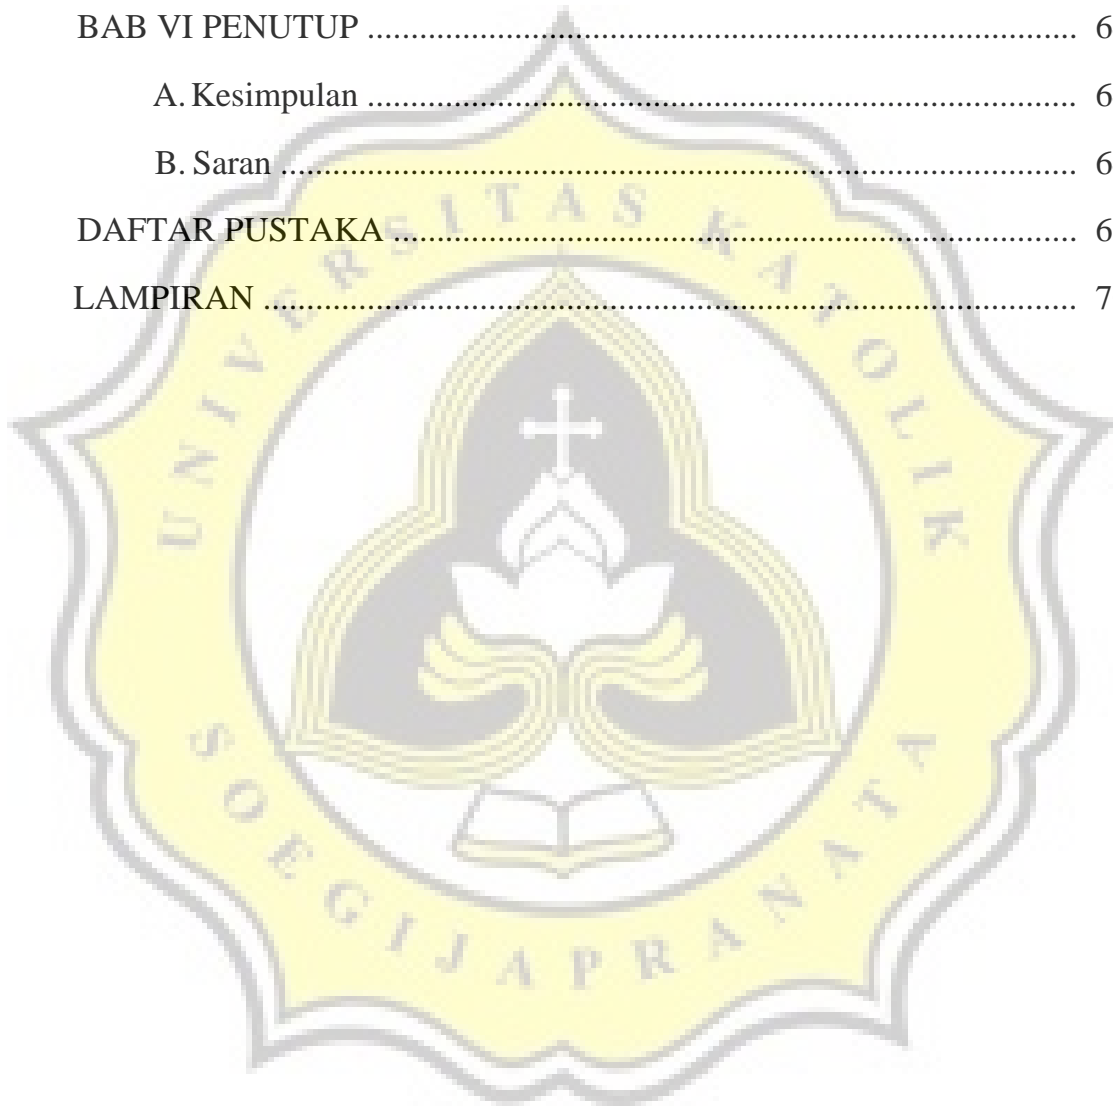 BAB VI PENUTUP ........................................................................ 6
A. Kesimpulan ........................................................................ 6
B. Saran ................................................................................. 6
DAFTAR PUSTAKA ..................................................................... 6
LAMPIRAN .................................................................................. 7
UNIVERSITAS KATOLIK
SOEGIJAPRANATA